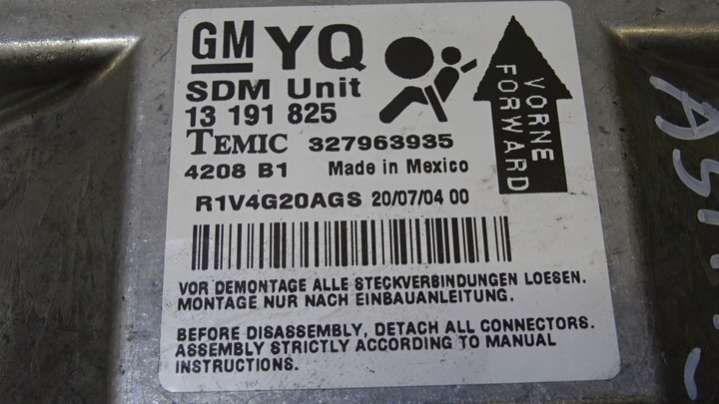 GM YQ
SDM Unit
13 191 825
TEMIC 327963935
4208 B1 Made in Mexico
R1V4G20AGS 20/07/04 00
VORNE
FORWARD
VOR DEMONTAGE ALLE STECKVERBINDUNGEN LOESEN.
MONTAGE NUR NACH EINBAUANLEITUNG.
BEFORE DISASSEMBLY, DETACH ALL CONNECTORS.
ASSEMBLY STRICTLY ACCORDING TO MANUAL
INSTRUCTIONS.